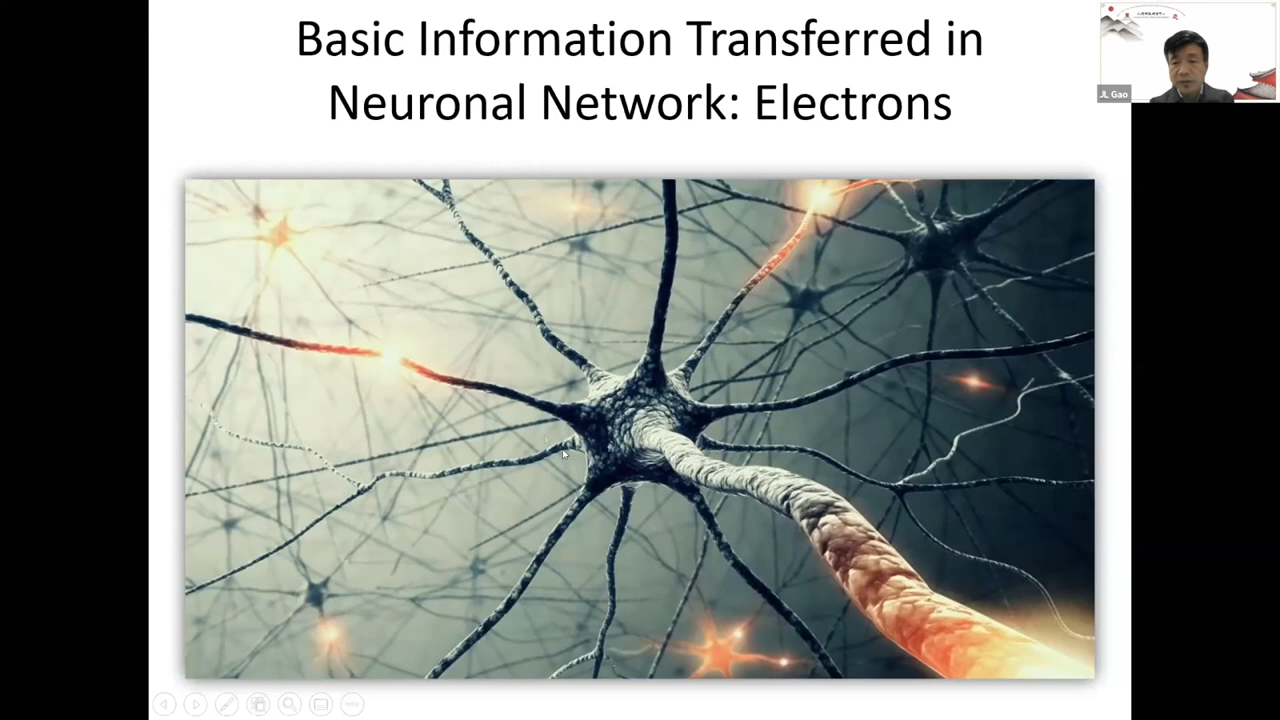 Basic Information Transferred in
Neuronal Network: Electrons
JL Gao